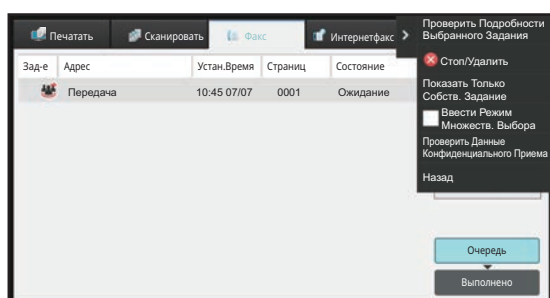 Печатать
Сканировать
Факс
Интернетфакс
Зад-е Адрес Устан.Время Страниц Состояние
Передача 10:45 07/07 0001 Ожидание
Проверить Подробности
Выбранного Задания
Стоп/Удалить
Показать Только
Собств. Задание
Ввести Режим
Множеств. Выбора
Проверить Данные
Конфиденциального Приема
Назад
Очередь
Выполнено